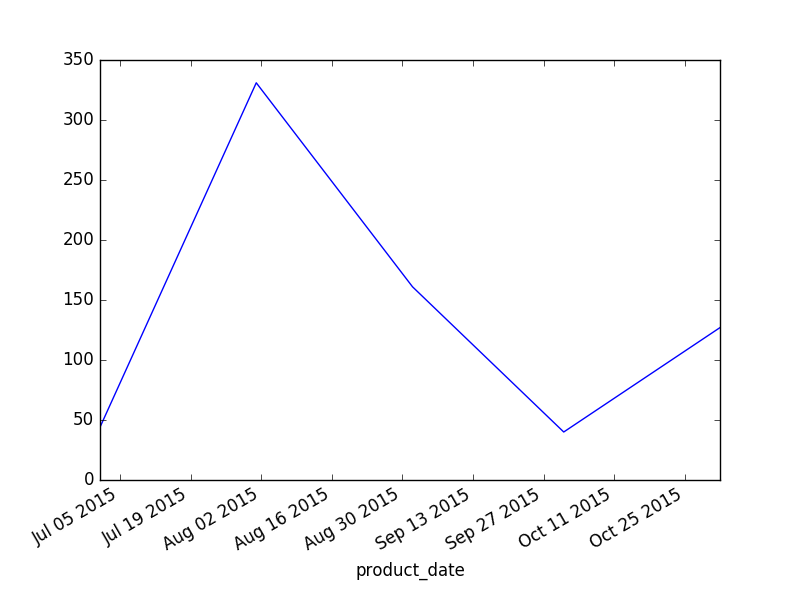 350
300
250
200
150
100
50
0
Jul 05 2015
Jul 19 2015
Aug 02 2015
Aug 16 2015
Aug 30 2015
Sep 13 2015
Sep 27 2015
Oct 11 2015
Oct 25 2015
product_date